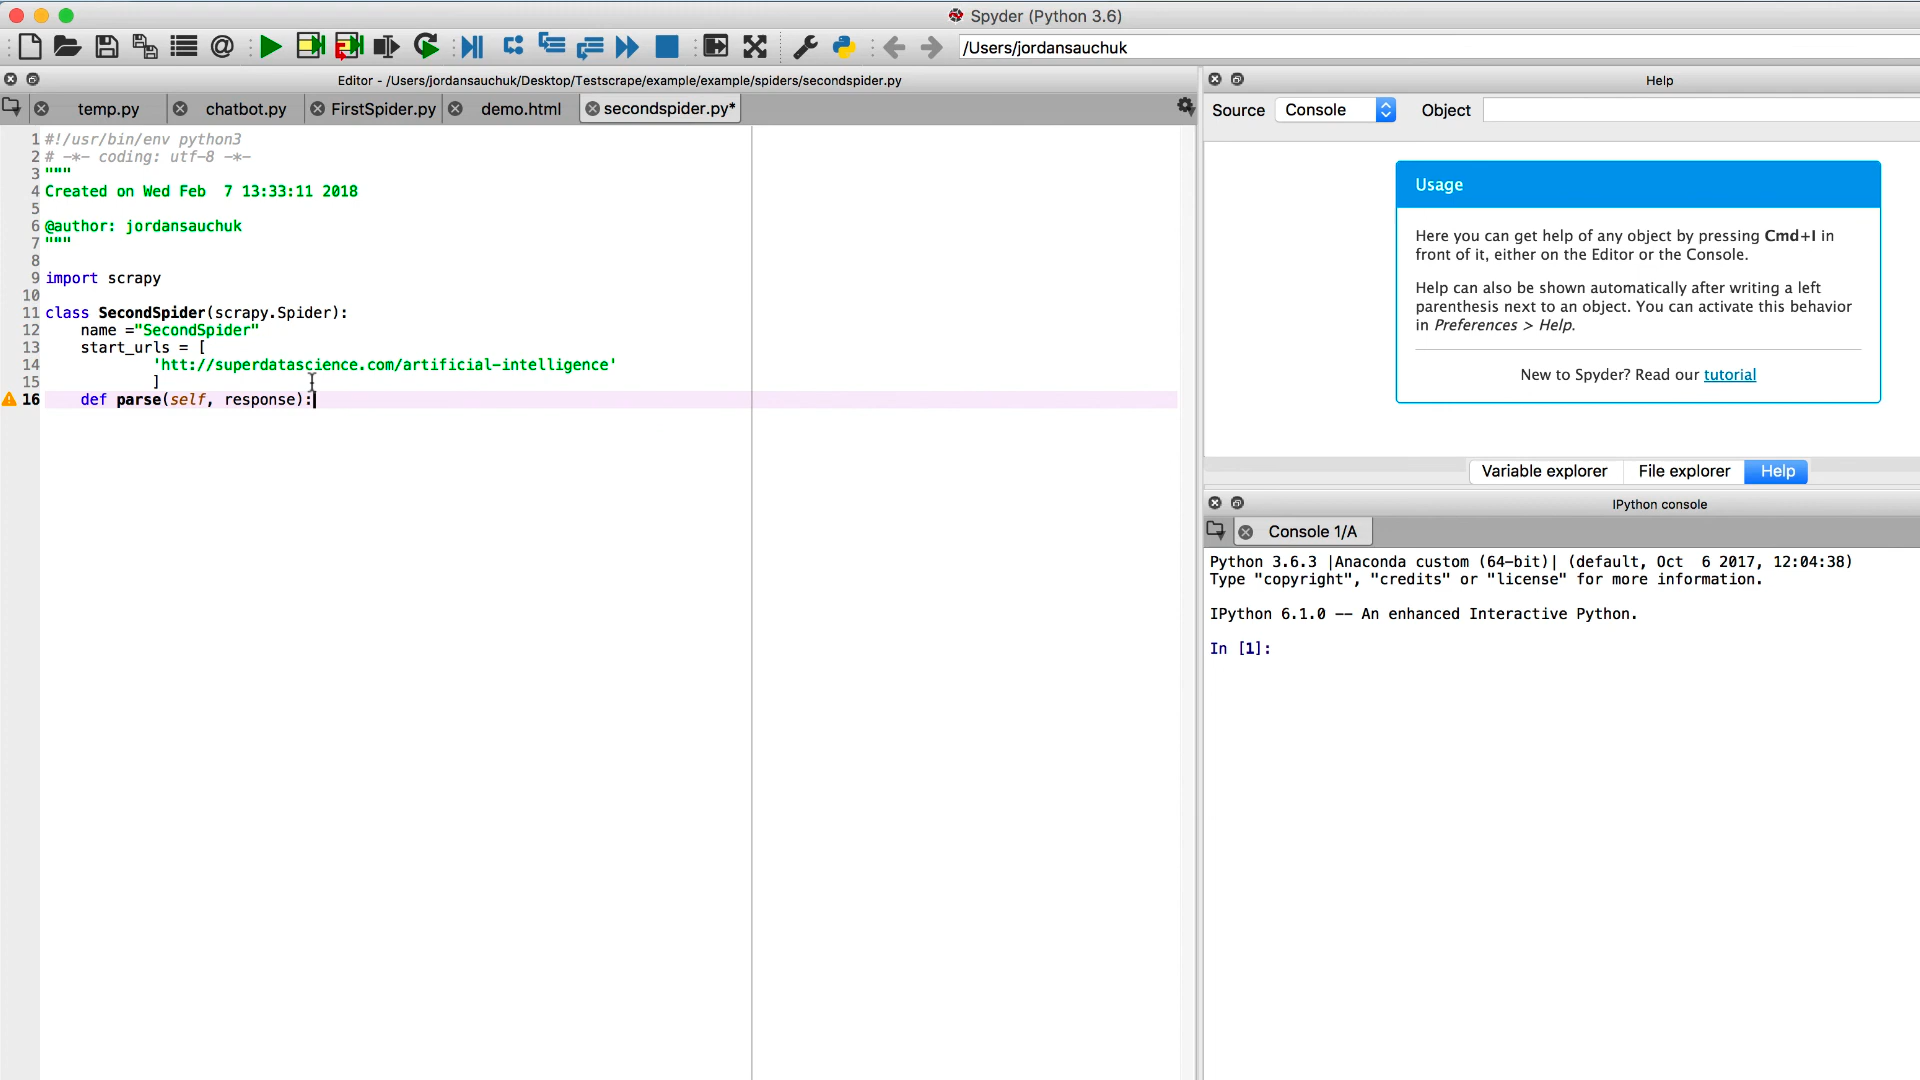 Spyder (Python 3.6)
/Users/jordansauchuk
Editor - /Users/jordansauchuk/Desktop/Testscrape/example/example/spiders/secondspider.py
temp.py
chatbot.py
FirstSpider.py
demo.html
secondspider.py*
1 #!/usr/bin/env python3
2 # -*- coding: utf-8 -*-
3 """
4 Created on Wed Feb  7 13:33:11 2018
5
6 @author: jordansauchuk
7 """
8
9 import scrapy
10
11 class SecondSpider(scrapy.Spider):
12     name ="SecondSpider"
13     start_urls = [
14             'htt://superdatascience.com/artificial-intelligence'
15             ]
16     def parse(self, response):
Help
Source Console Object
Usage
Here you can get help of any object by pressing Cmd+I in
front of it, either on the Editor or the Console.
Help can also be shown automatically after writing a left
parenthesis next to an object. You can activate this behavior
in Preferences > Help.
New to Spyder? Read our tutorial
Variable explorer File explorer Help
IPython console
Console 1/A
Python 3.6.3 |Anaconda custom (64-bit)| (default, Oct  6 2017, 12:04:38)
Type "copyright", "credits" or "license" for more information.
IPython 6.1.0 -- An enhanced Interactive Python.
In [1]: